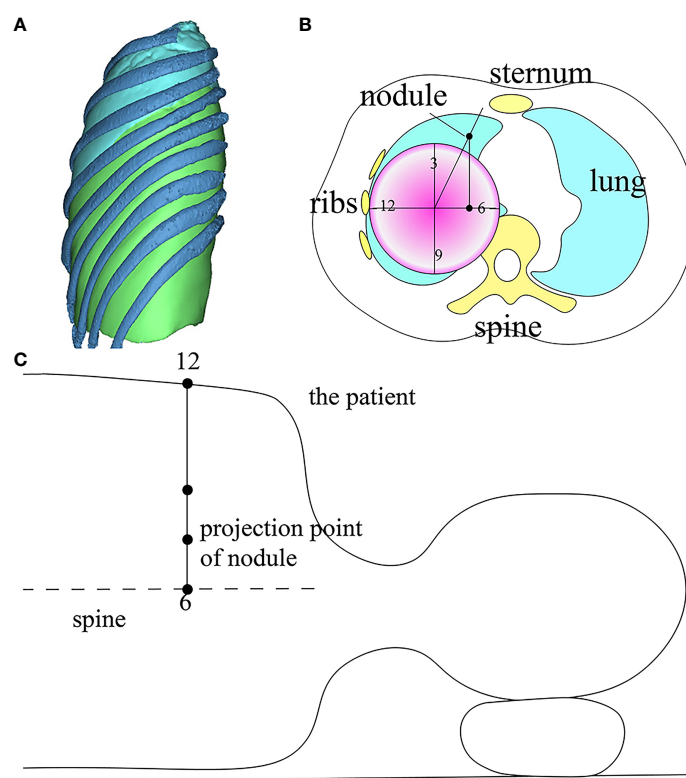 A
B
sternum
nodule
3
lung
ribs
12
6
9
spine
C
12
the patient
projection point
of nodule
6
spine